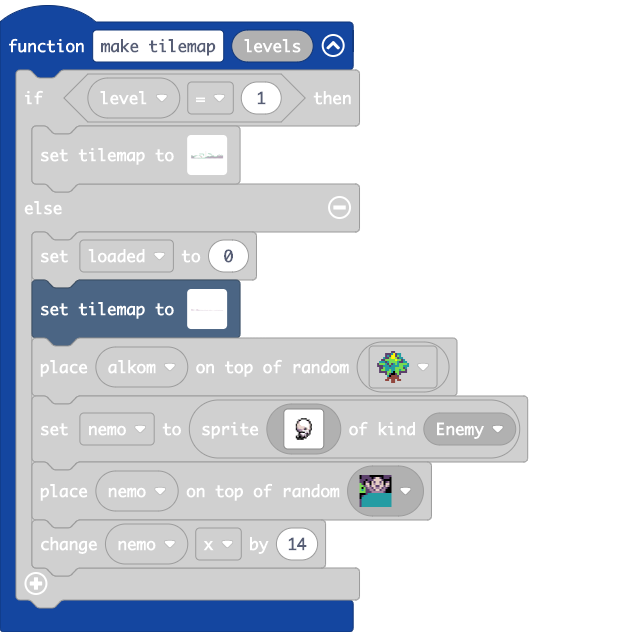 function make tilemap levels
if level = 1 then
set tilemap to
else
set loaded to 0
set tilemap to
place alkom on top of random
set nemo to sprite of kind Enemy
place nemo on top of random
change nemo x by 14